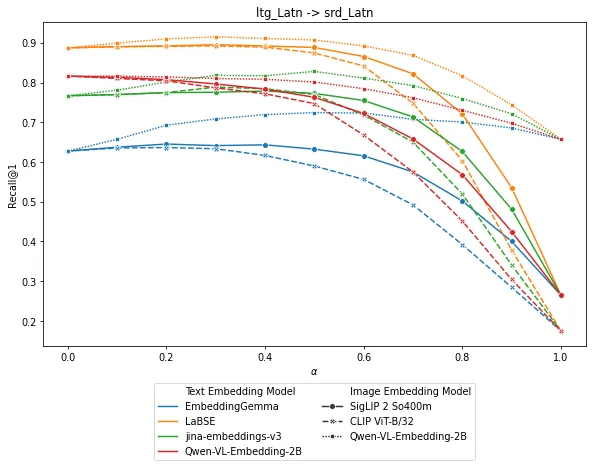 ltg_Latn -> srd_Latn
Recall@1
0.9
0.8
0.7
0.6
0.5
0.4
0.3
0.2
0.0 0.2 0.4 0.6 0.8 1.0
α
Text Embedding Model
EmbeddingGemma
LaBSE
jina-embeddings-v3
Qwen-VL-Embedding-2B
Image Embedding Model
SigLIP 2 So400m
CLIP ViT-B/32
Qwen-VL-Embedding-2B